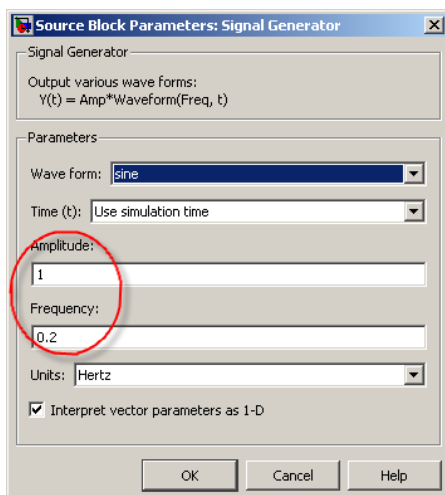 Source Block Parameters: Signal Generator
Signal Generator
Output various wave forms:
Y(t) = Amp*Waveform(Freq, t)
Parameters
Wave form: sine
Time (t): Use simulation time
Amplitude:
1
Frequency:
0.2
Units: Hertz
Interpret vector parameters as 1-D
OK Cancel Help